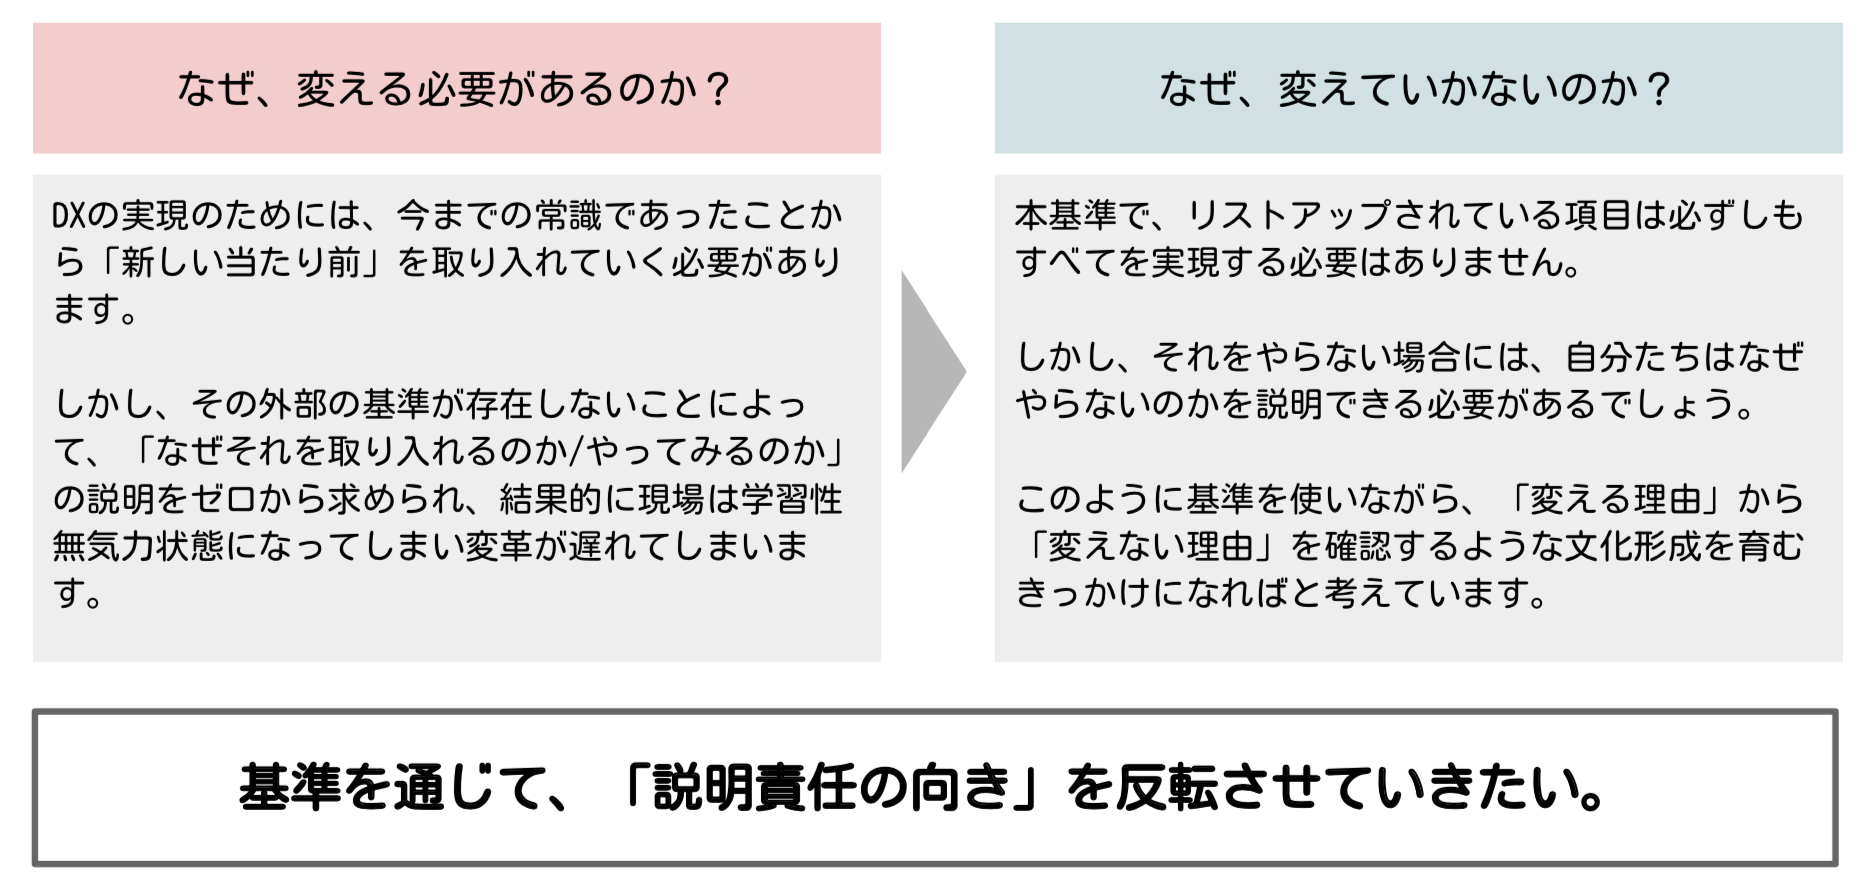 なぜ、変える必要があるのか？
DXの実現のためには、今までの常識であったことか
ら「新しい当たり前」を取り入れていく必要があり
ます。
しかし、その外部の基準が存在しないことによっ
て、「なぜそれを取り入れるのか/やってみるのか」
の説明をゼロから求められ、結果的に現場は学習性
無気力状態になってしまい変革が遅れてしまいま
す。
なぜ、変えていかないのか？
本基準で、リストアップされている項目は必ずしも
すべてを実現する必要はありません。
しかし、それをやらない場合には、自分たちはなぜ
やらないのかを説明できる必要があるでしょう。
このように基準を使いながら、「変える理由」から
「変えない理由」を確認するような文化形成を育む
きっかけになればと考えています。
基準を通じて、「説明責任の向き」を反転させていきたい。